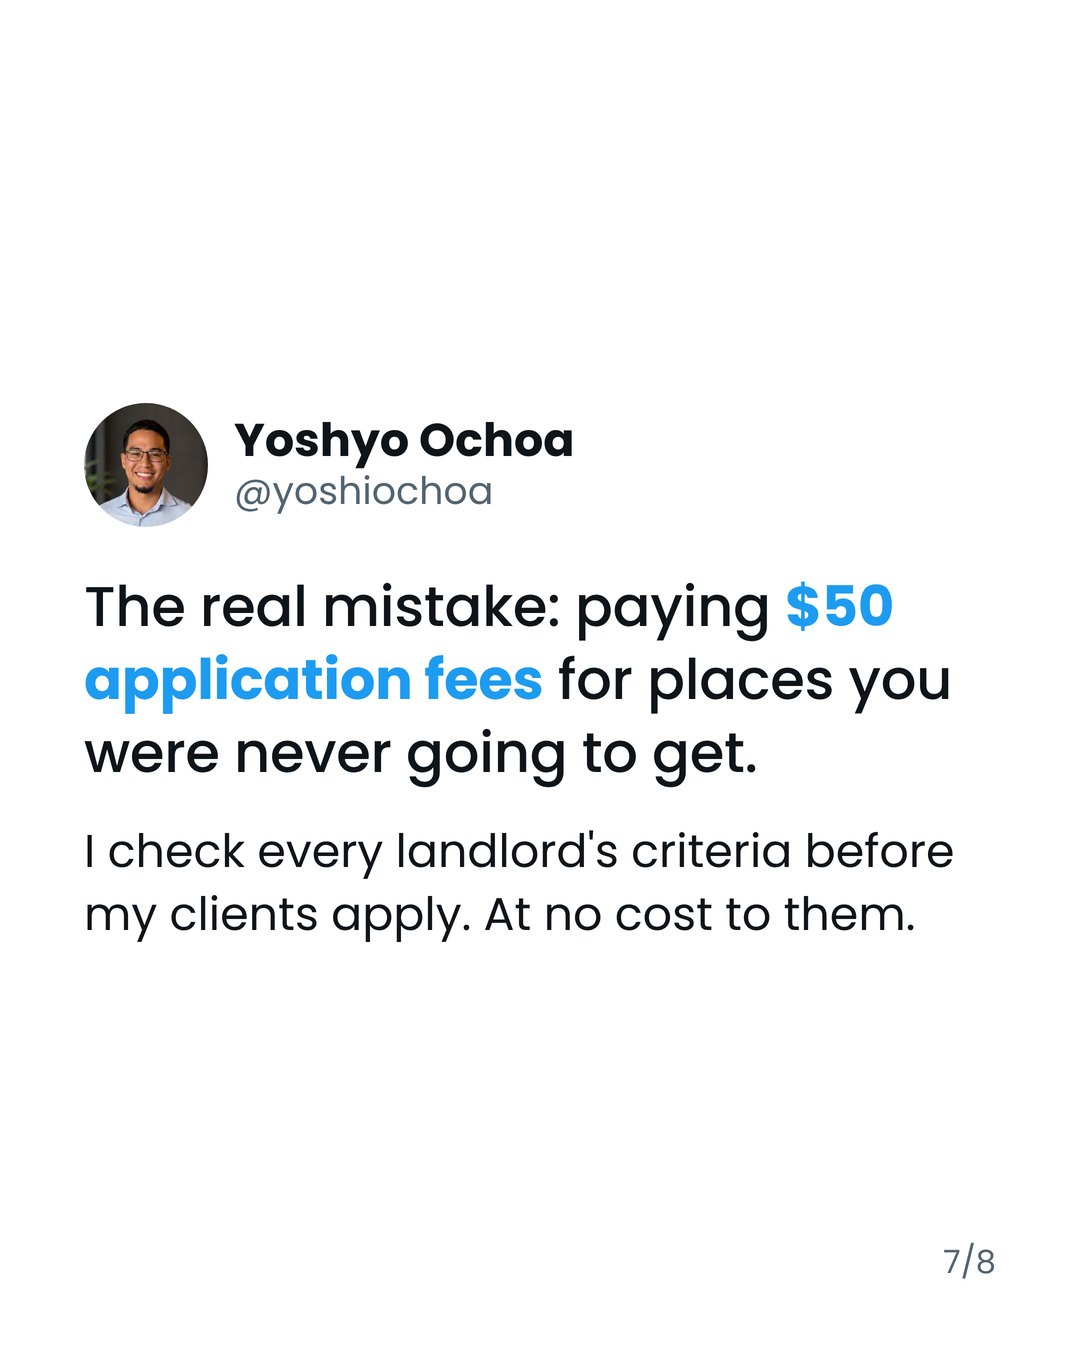 Yoshyo Ochoa
@yoshiochoa
The real mistake: paying $50
application fees for places you
were never going to get.
I check every landlord's criteria before
my clients apply. At no cost to them.
7/8